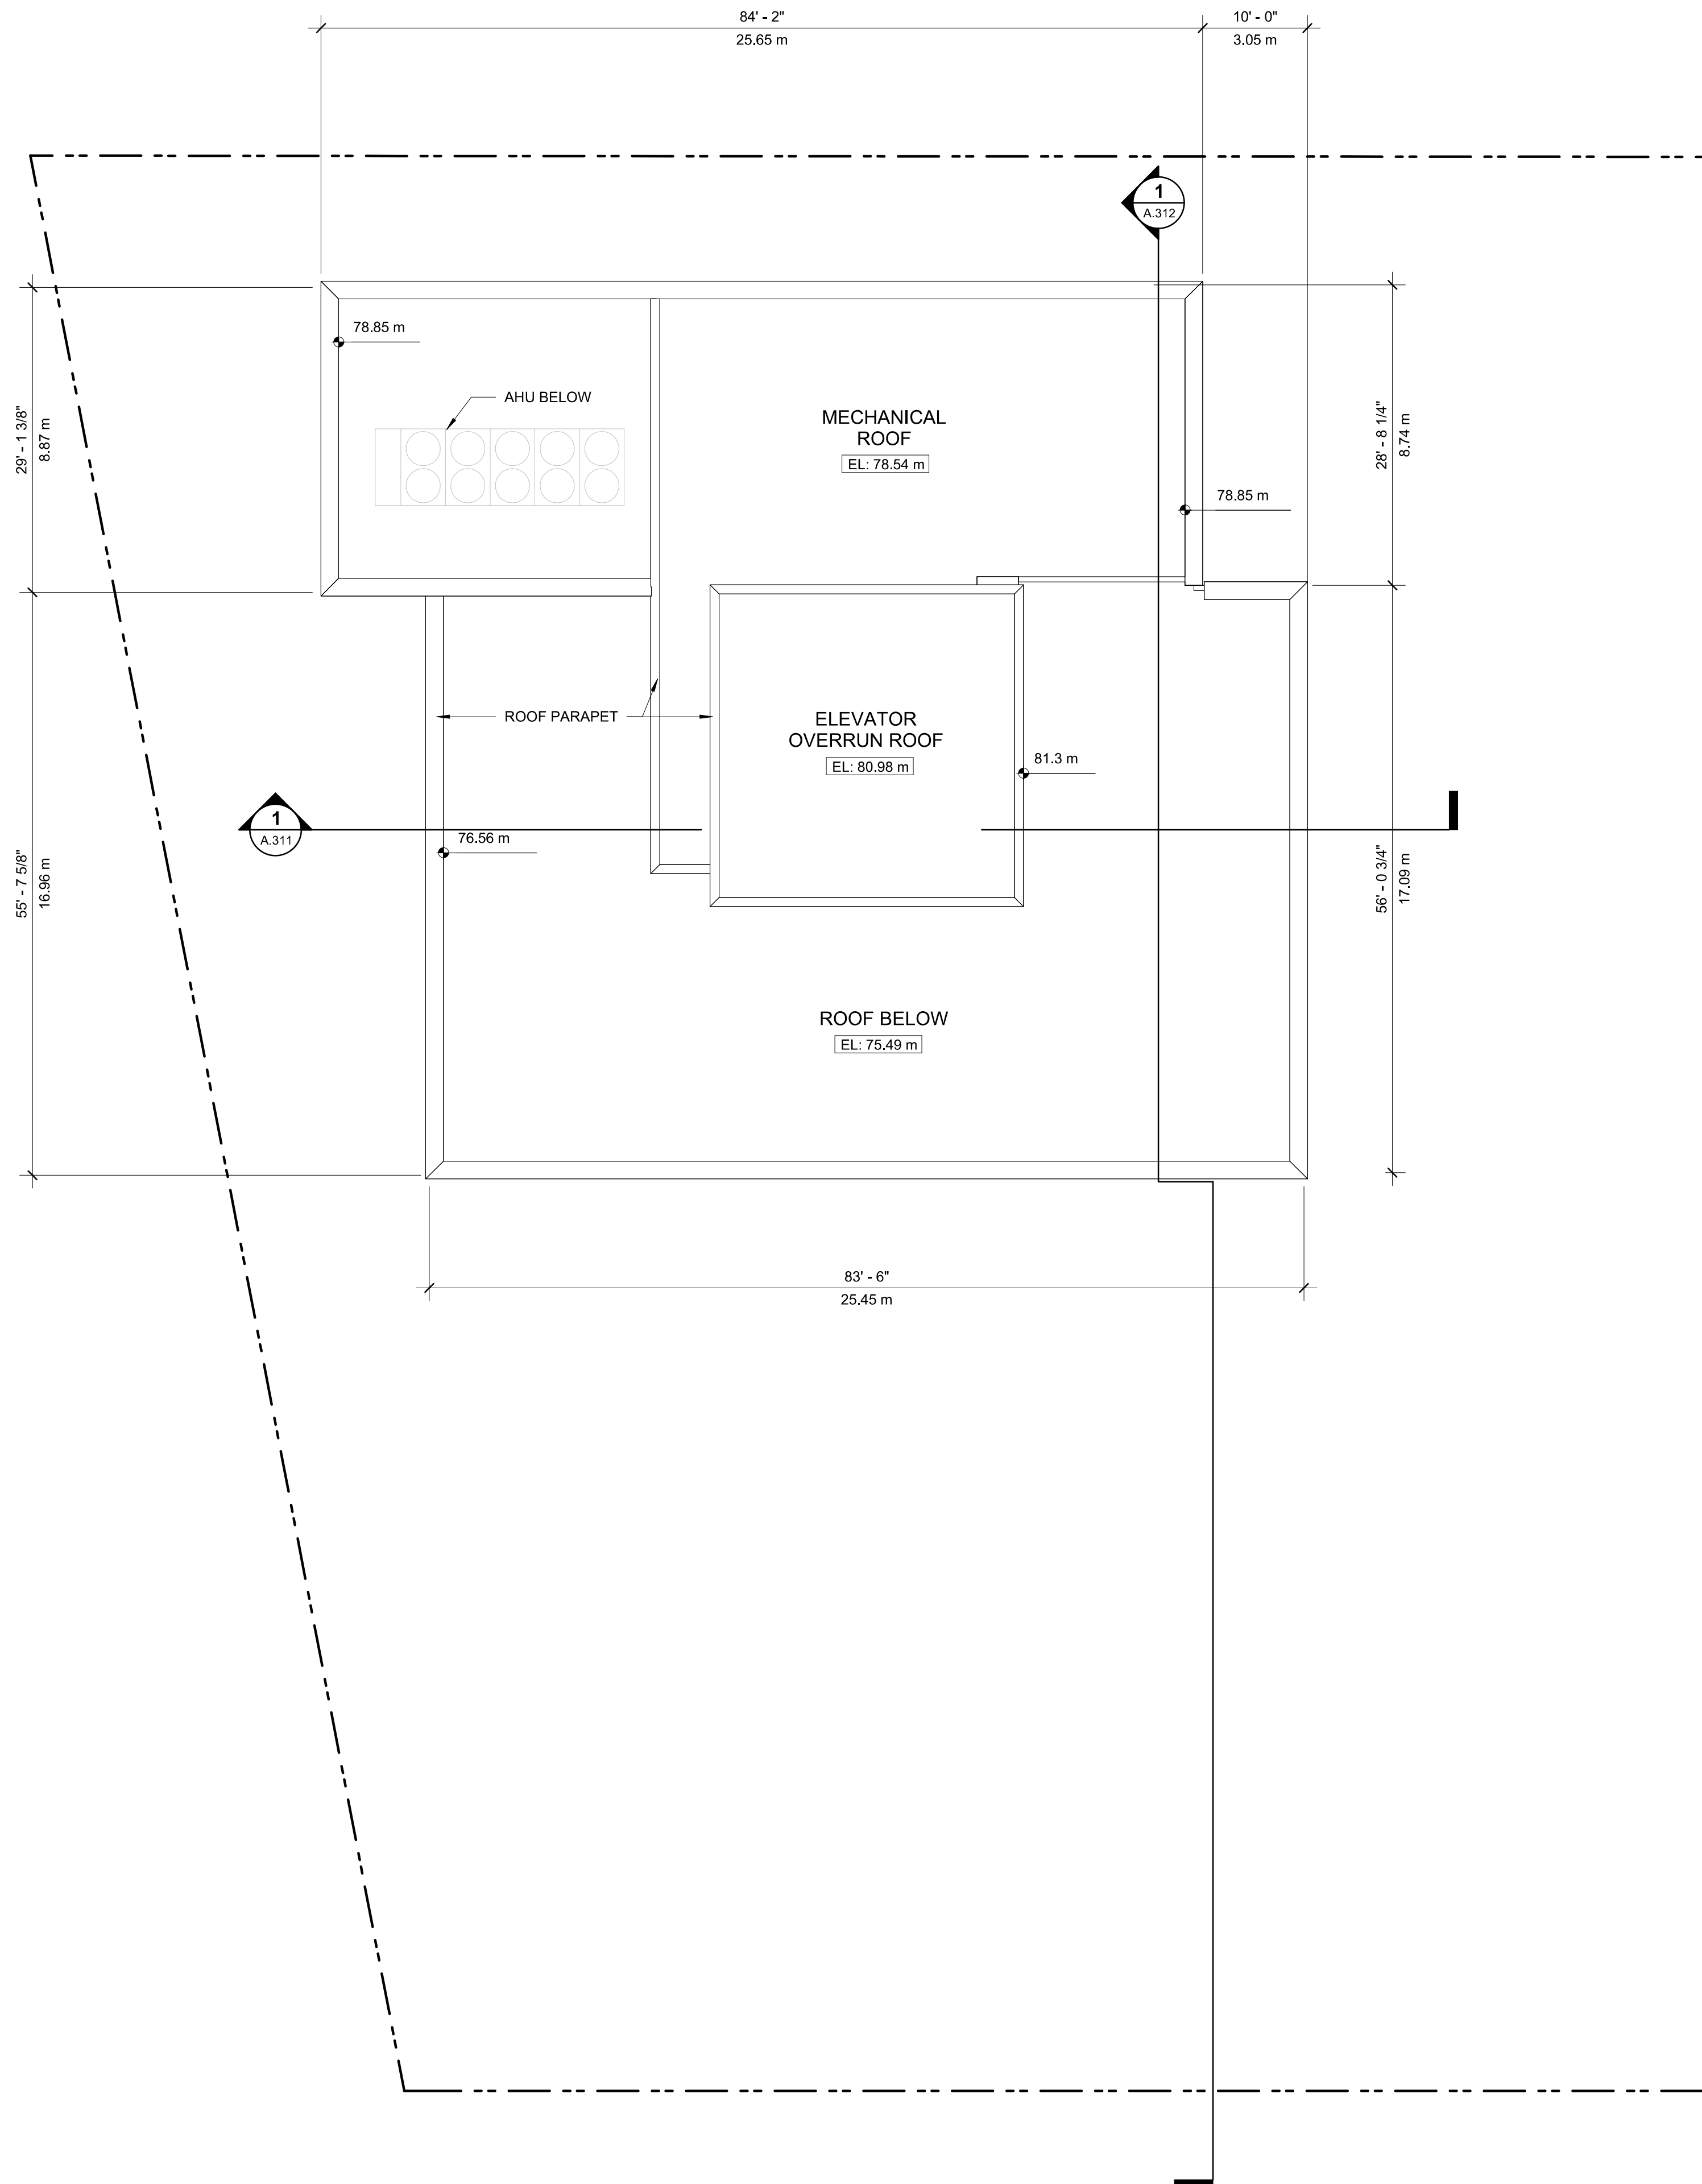 84' - 2"
25.65 m
10' - 0"
3.05 m
1
A.312
78.85 m
AHU BELOW
MECHANICAL
ROOF
EL: 78.54 m
29' - 1 3/8"
8.87 m
28' - 8 1/4"
8.74 m
78.85 m
ROOF PARAPET
ELEVATOR
OVERRUN ROOF
EL: 80.98 m
81.3 m
1
A.311
76.56 m
55' - 7 5/8"
16.96 m
56' - 0 3/4"
17.09 m
ROOF BELOW
EL: 75.49 m
83' - 6"
25.45 m